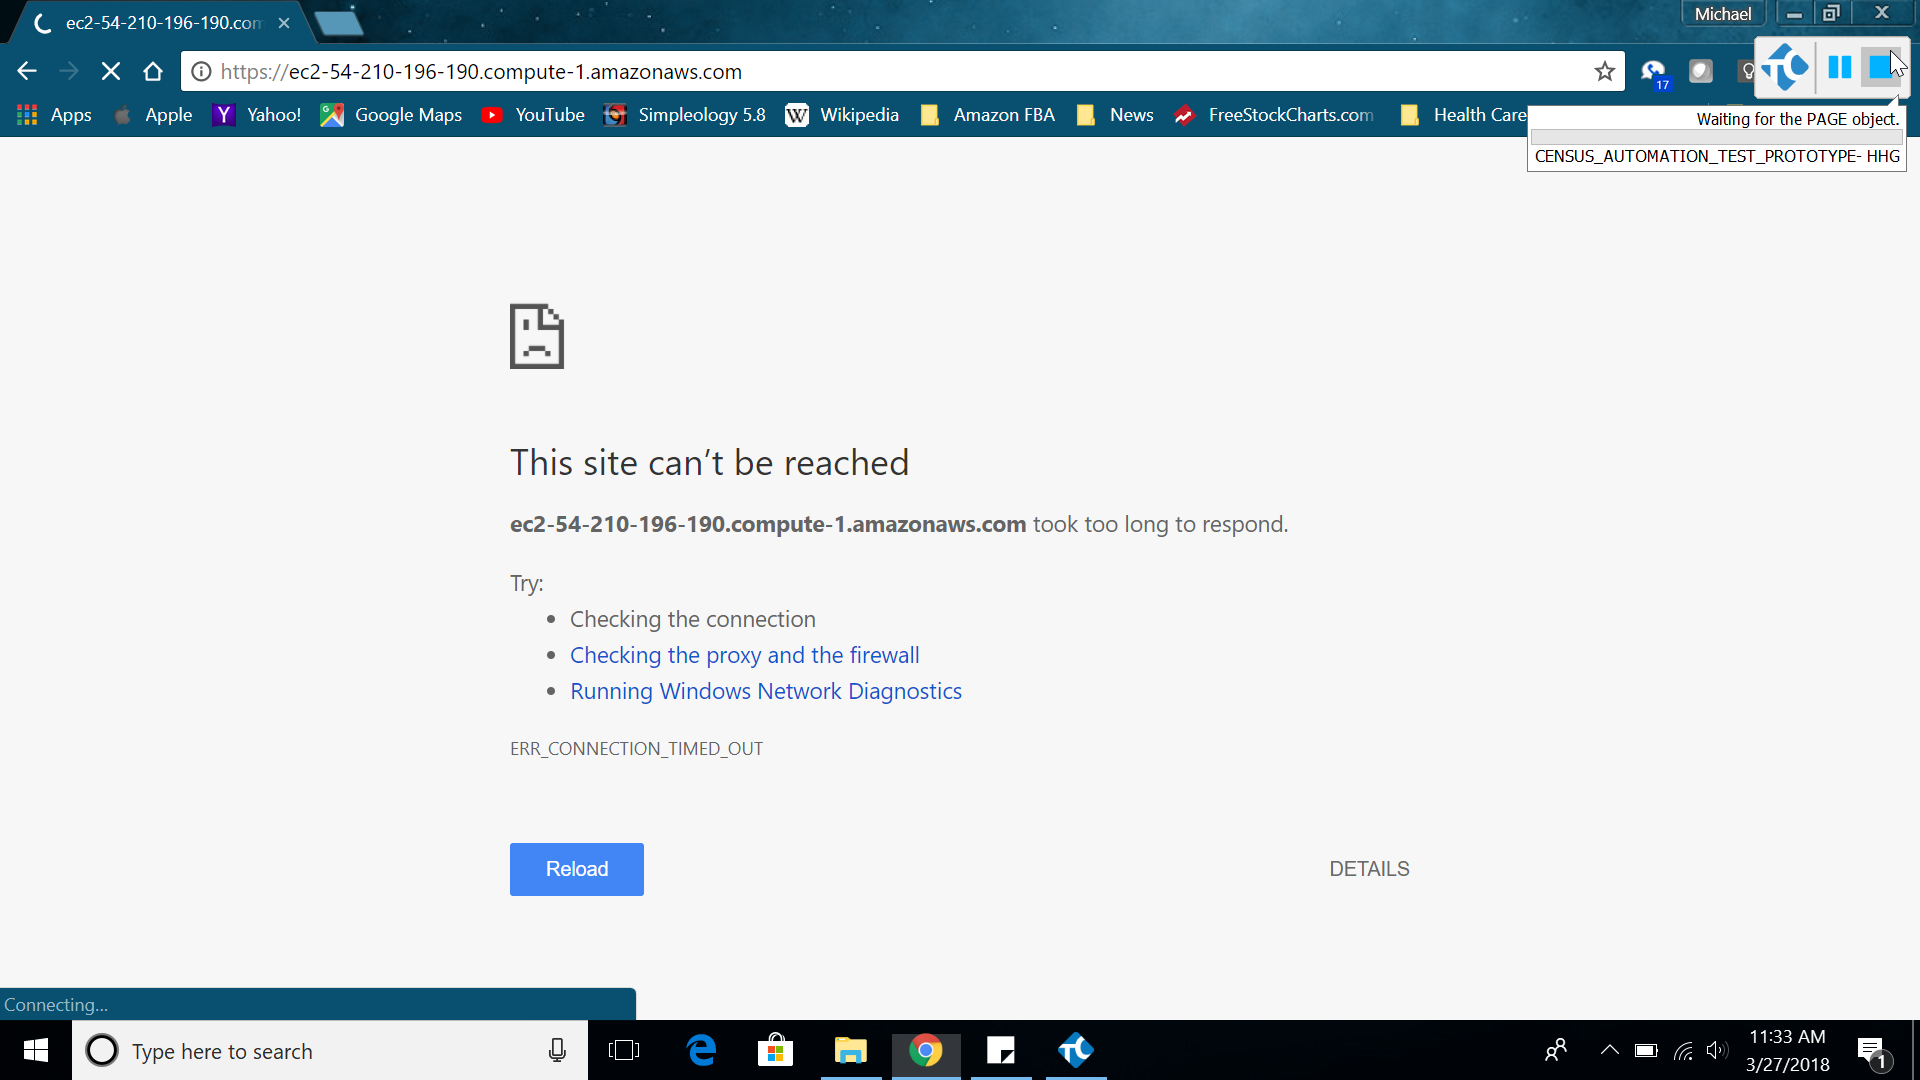 ec2-54-210-196-190.com
Michael
https://ec2-54-210-196-190.compute-1.amazonaws.com
17
Apps Apple Yahoo! Google Maps YouTube Simpleology 5.8 Wikipedia Amazon FBA News FreeStockCharts.com Health Care
Waiting for the PAGE object.
CENSUS_AUTOMATION_TEST_PROTOTYPE- HHG
This site can’t be reached
ec2-54-210-196-190.compute-1.amazonaws.com took too long to respond.
Try:
Checking the connection
Checking the proxy and the firewall
Running Windows Network Diagnostics
ERR_CONNECTION_TIMED_OUT
Reload
DETAILS
Connecting...
Type here to search
11:33 AM
3/27/2018
1